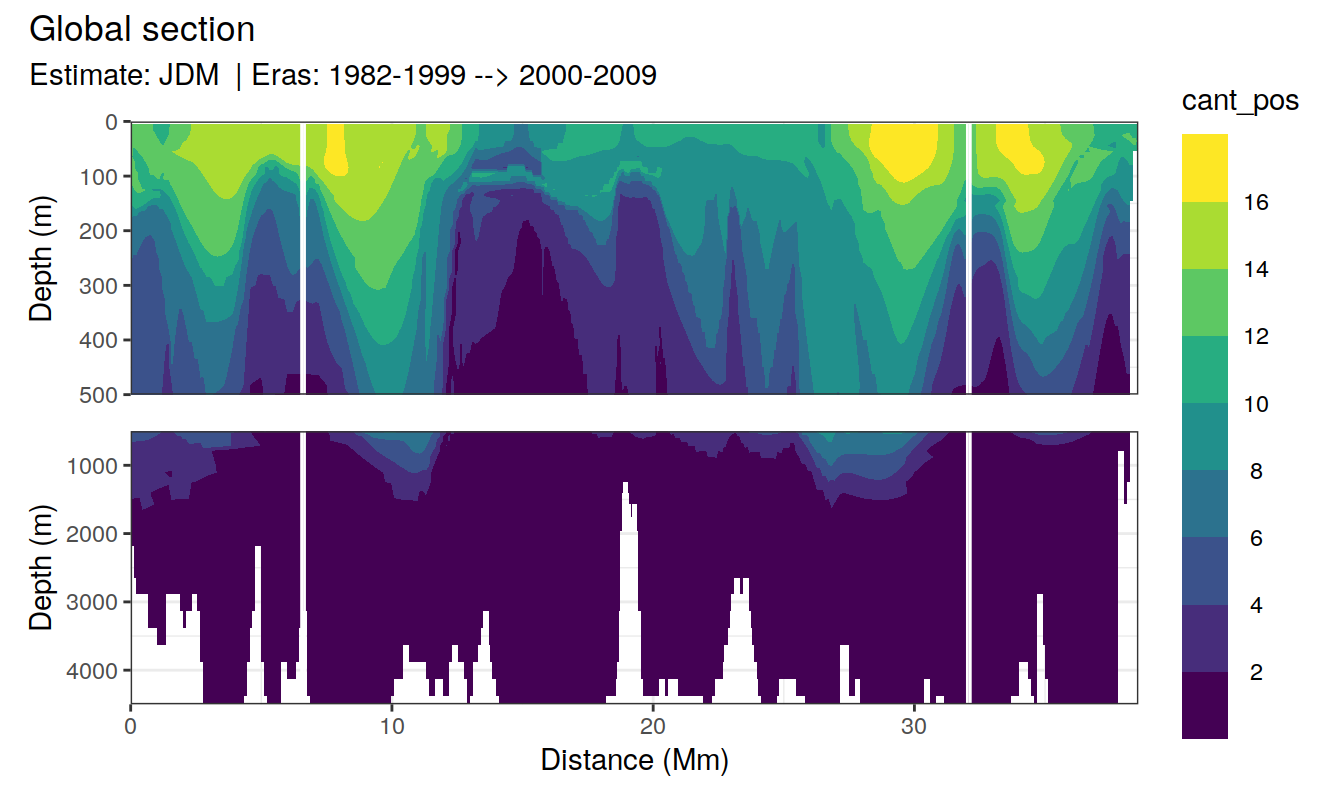 Global section
Estimate: JDM | Eras: 1982-1999 --> 2000-2009
cant_pos
0
100
200
300
400
500
Depth (m)
1000
2000
3000
4000
Depth (m)
0 10 20 30
Distance (Mm)
16
14
12
10
8
6
4
2